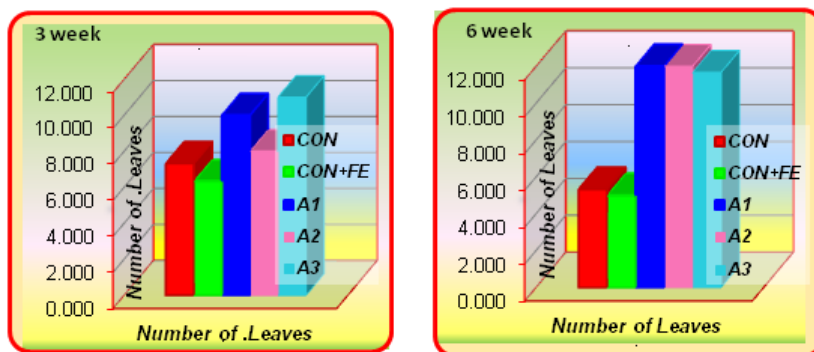 3 week
12.000
10.000
8.000
6.000
4.000
2.000
0.000
Number of .Leaves
CON
CON+FE
A1
A2
A3
Number of .Leaves
6 week
12.000
10.000
8.000
6.000
4.000
2.000
0.000
Number of Leaves
CON
CON+FE
A1
A2
A3
Number of Leaves